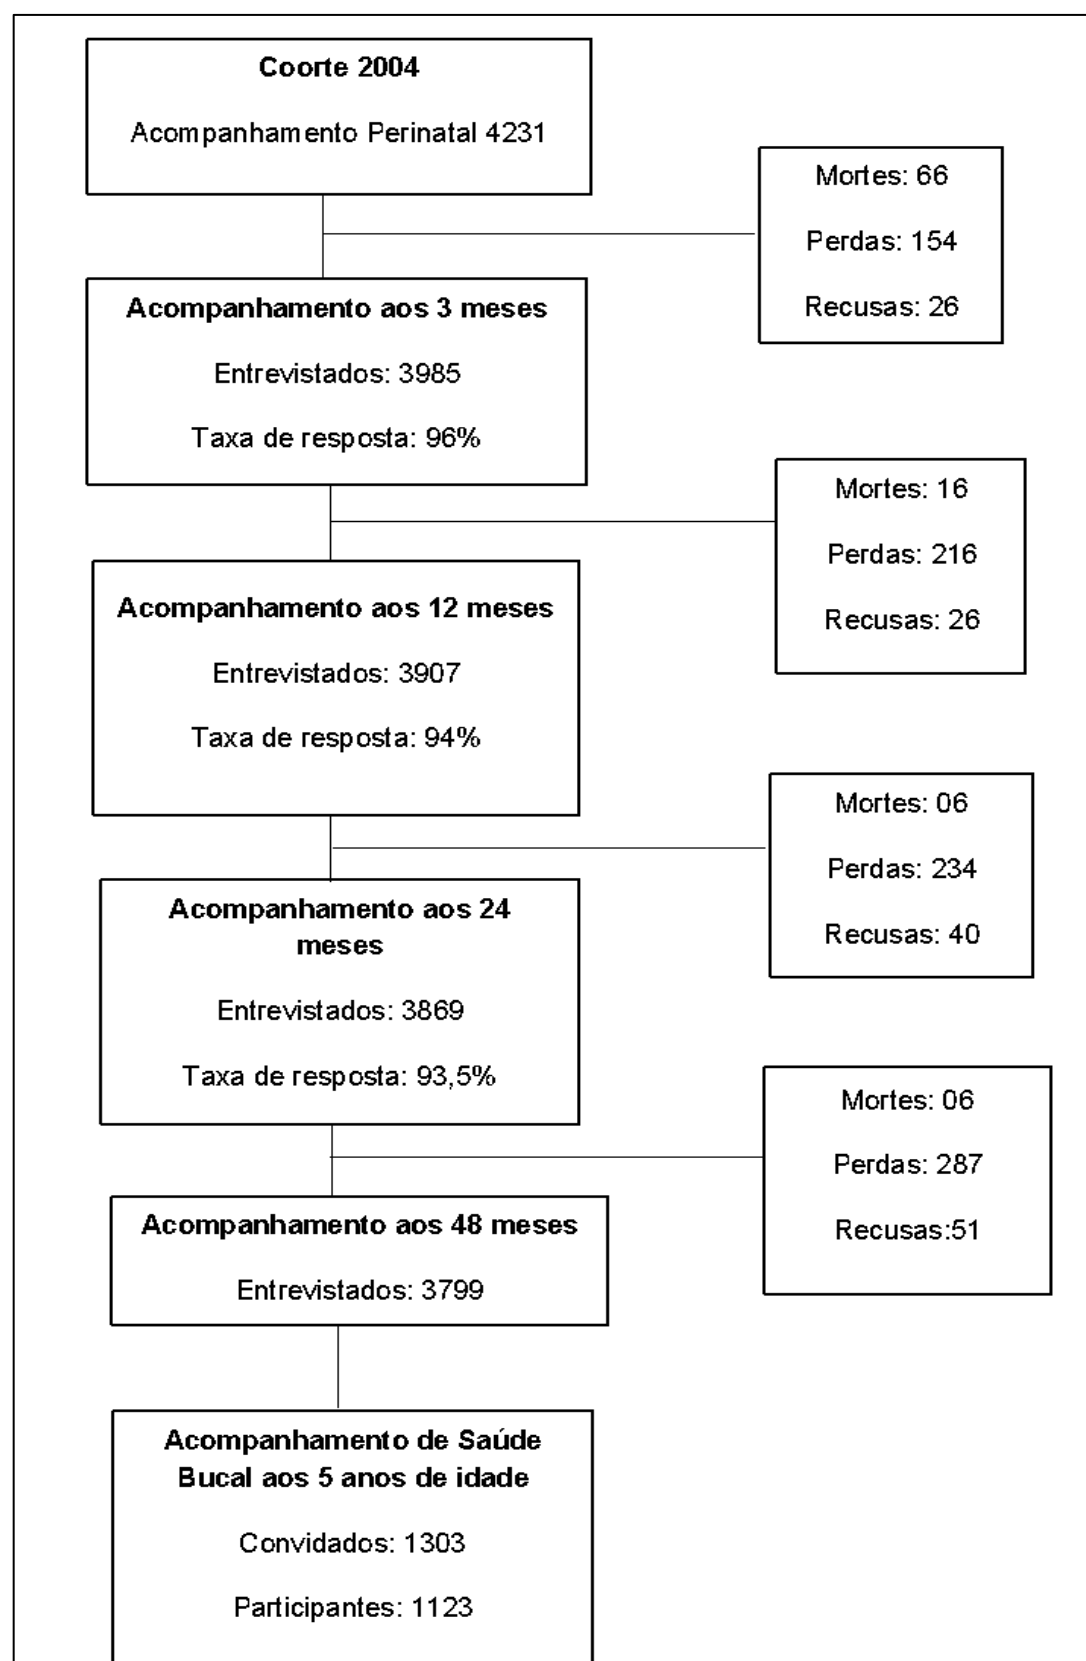 Coorte 2004
Acompanhamento Perinatal 4231
Mortes: 66
Perdas: 154
Recusas: 26
Acompanhamento aos 3 meses
Entrevistados: 3985
Taxa de resposta: 96%
Mortes: 16
Perdas: 216
Recusas: 26
Acompanhamento aos 12 meses
Entrevistados: 3907
Taxa de resposta: 94%
Mortes: 06
Perdas: 234
Recusas: 40
Acompanhamento aos 24
meses
Entrevistados: 3869
Taxa de resposta: 93,5%
Mortes: 06
Perdas: 287
Recusas:51
Acompanhamento aos 48 meses
Entrevistados: 3799
Acompanhamento de Saúde
Bucal aos 5 anos de idade
Convidados: 1303
Participantes: 1123